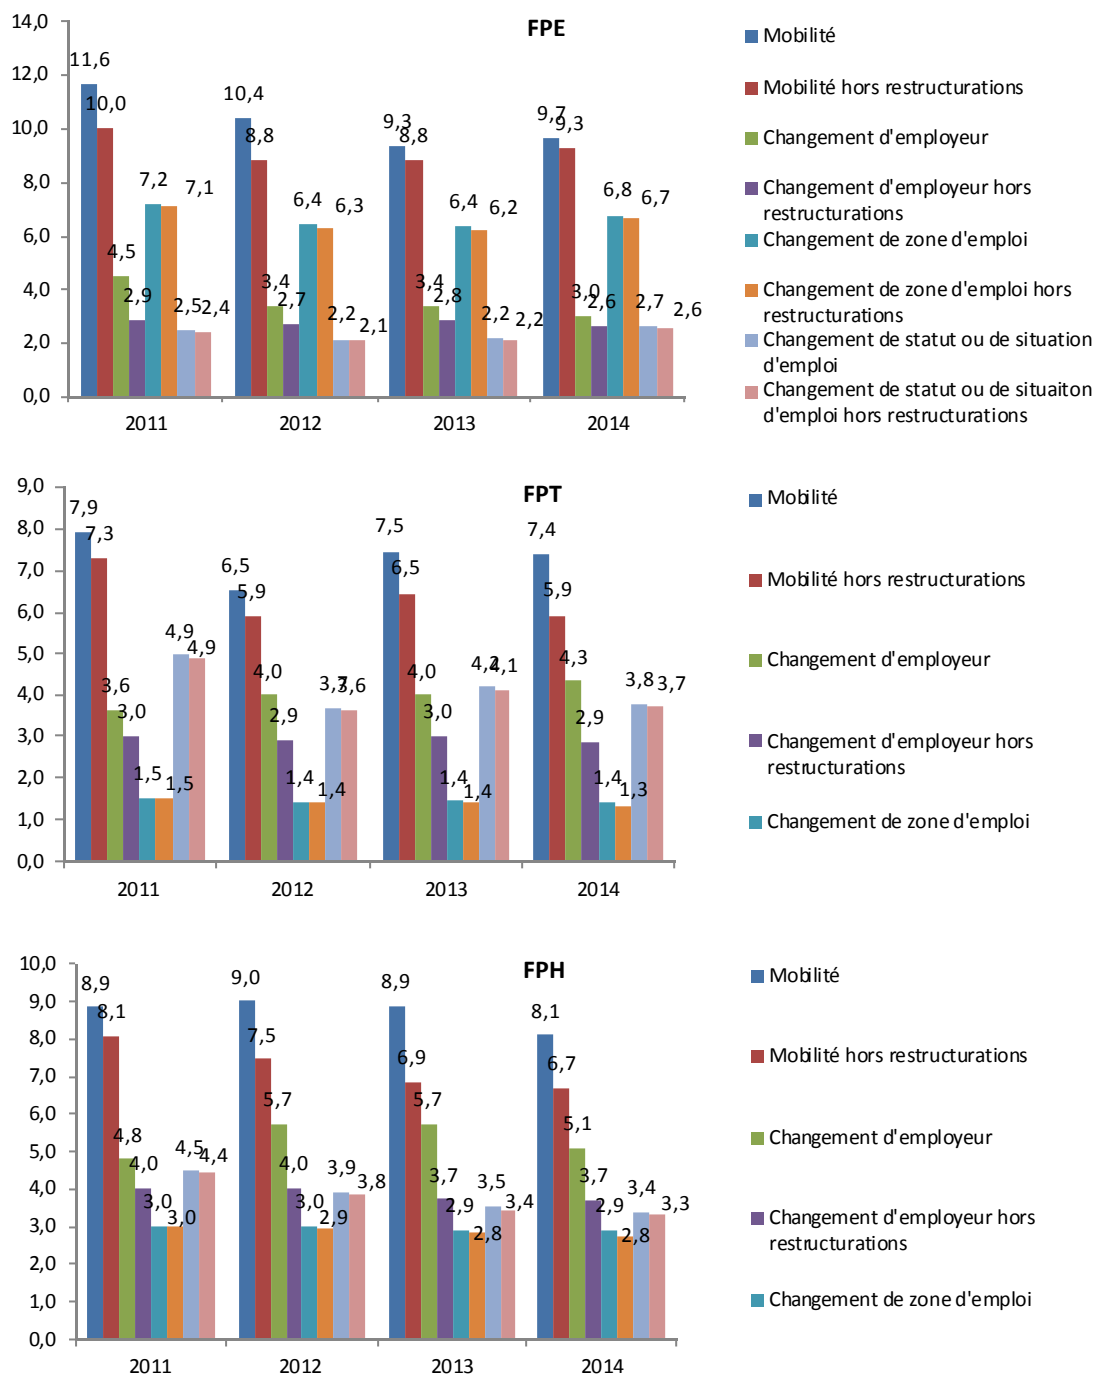 FPE
14,0
12,0
10,0
8,0
6,0
4,0
2,0
0,0
11,6 10,0 4,5 2,9 7,2 7,1 2,5 2,4
10,4 8,8 3,4 2,7 6,4 6,3 2,2 2,1
9,3 8,8 3,4 2,8 6,4 6,2 2,2 2,2
9,7 9,3 3,0 2,6 6,8 6,7 2,7 2,6
2011 2012 2013 2014
Mobilité
Mobilité hors restructurations
Changement d'employeur
Changement d'employeur hors
restructurations
Changement de zone d'emploi
Changement de zone d'emploi hors
restructurations
Changement de statut ou de situation
d'emploi
Changement de statut ou de situaiton
d'emploi hors restructurations
FPT
9,0
8,0
7,0
6,0
5,0
4,0
3,0
2,0
1,0
0,0
7,9 7,3 3,6 3,0 1,5 1,5 4,9 4,9
6,5 5,9 4,0 2,9 1,4 1,4 3,7 3,6
7,5 6,5 4,0 3,0 1,4 1,4 4,2 4,1
7,4 5,9 4,3 2,9 1,4 1,3 3,8 3,7
2011 2012 2013 2014
Mobilité
Mobilité hors restructurations
Changement d'employeur
Changement d'employeur hors
restructurations
Changement de zone d'emploi
FPH
10,0
9,0
8,0
7,0
6,0
5,0
4,0
3,0
2,0
1,0
0,0
8,9 8,1 4,8 4,0 3,0 3,0 4,5 4,4
9,0 7,5 5,7 4,0 3,0 2,9 3,9 3,8
8,9 6,9 5,7 3,7 2,9 2,8 3,5 3,4
8,1 6,7 5,1 3,7 2,9 2,8 3,4 3,3
2011 2012 2013 2014
Mobilité
Mobilité hors restructurations
Changement d'employeur
Changement d'employeur hors
restructurations
Changement de zone d'emploi